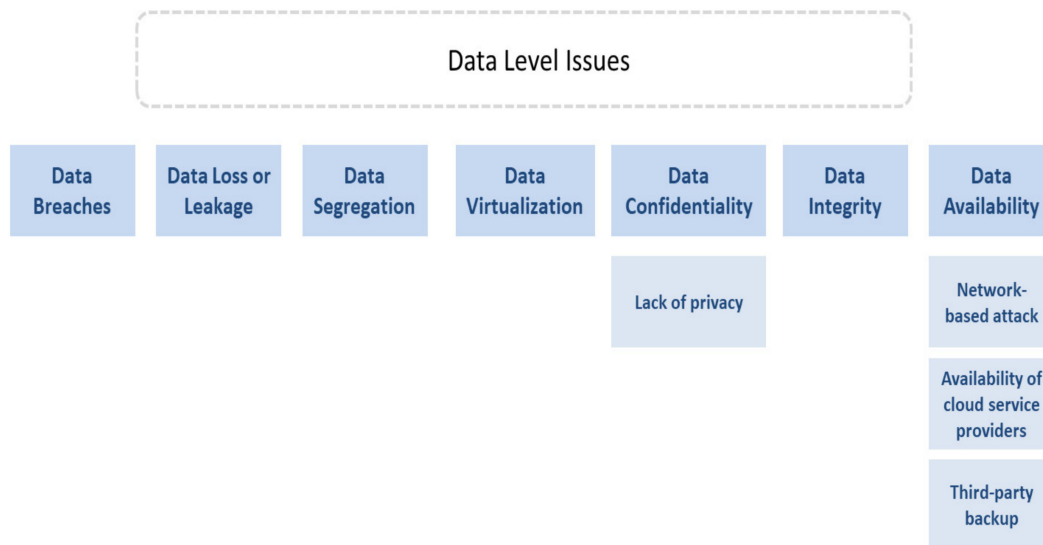 Data Level Issues
Data
Breaches
Data Loss or
Leakage
Data
Segregation
Data
Virtualization
Data
Confidentiality
Data
Integrity
Data
Availability
Lack of privacy
Network-
based attack
Availability of
cloud service
providers
Third-party
backup